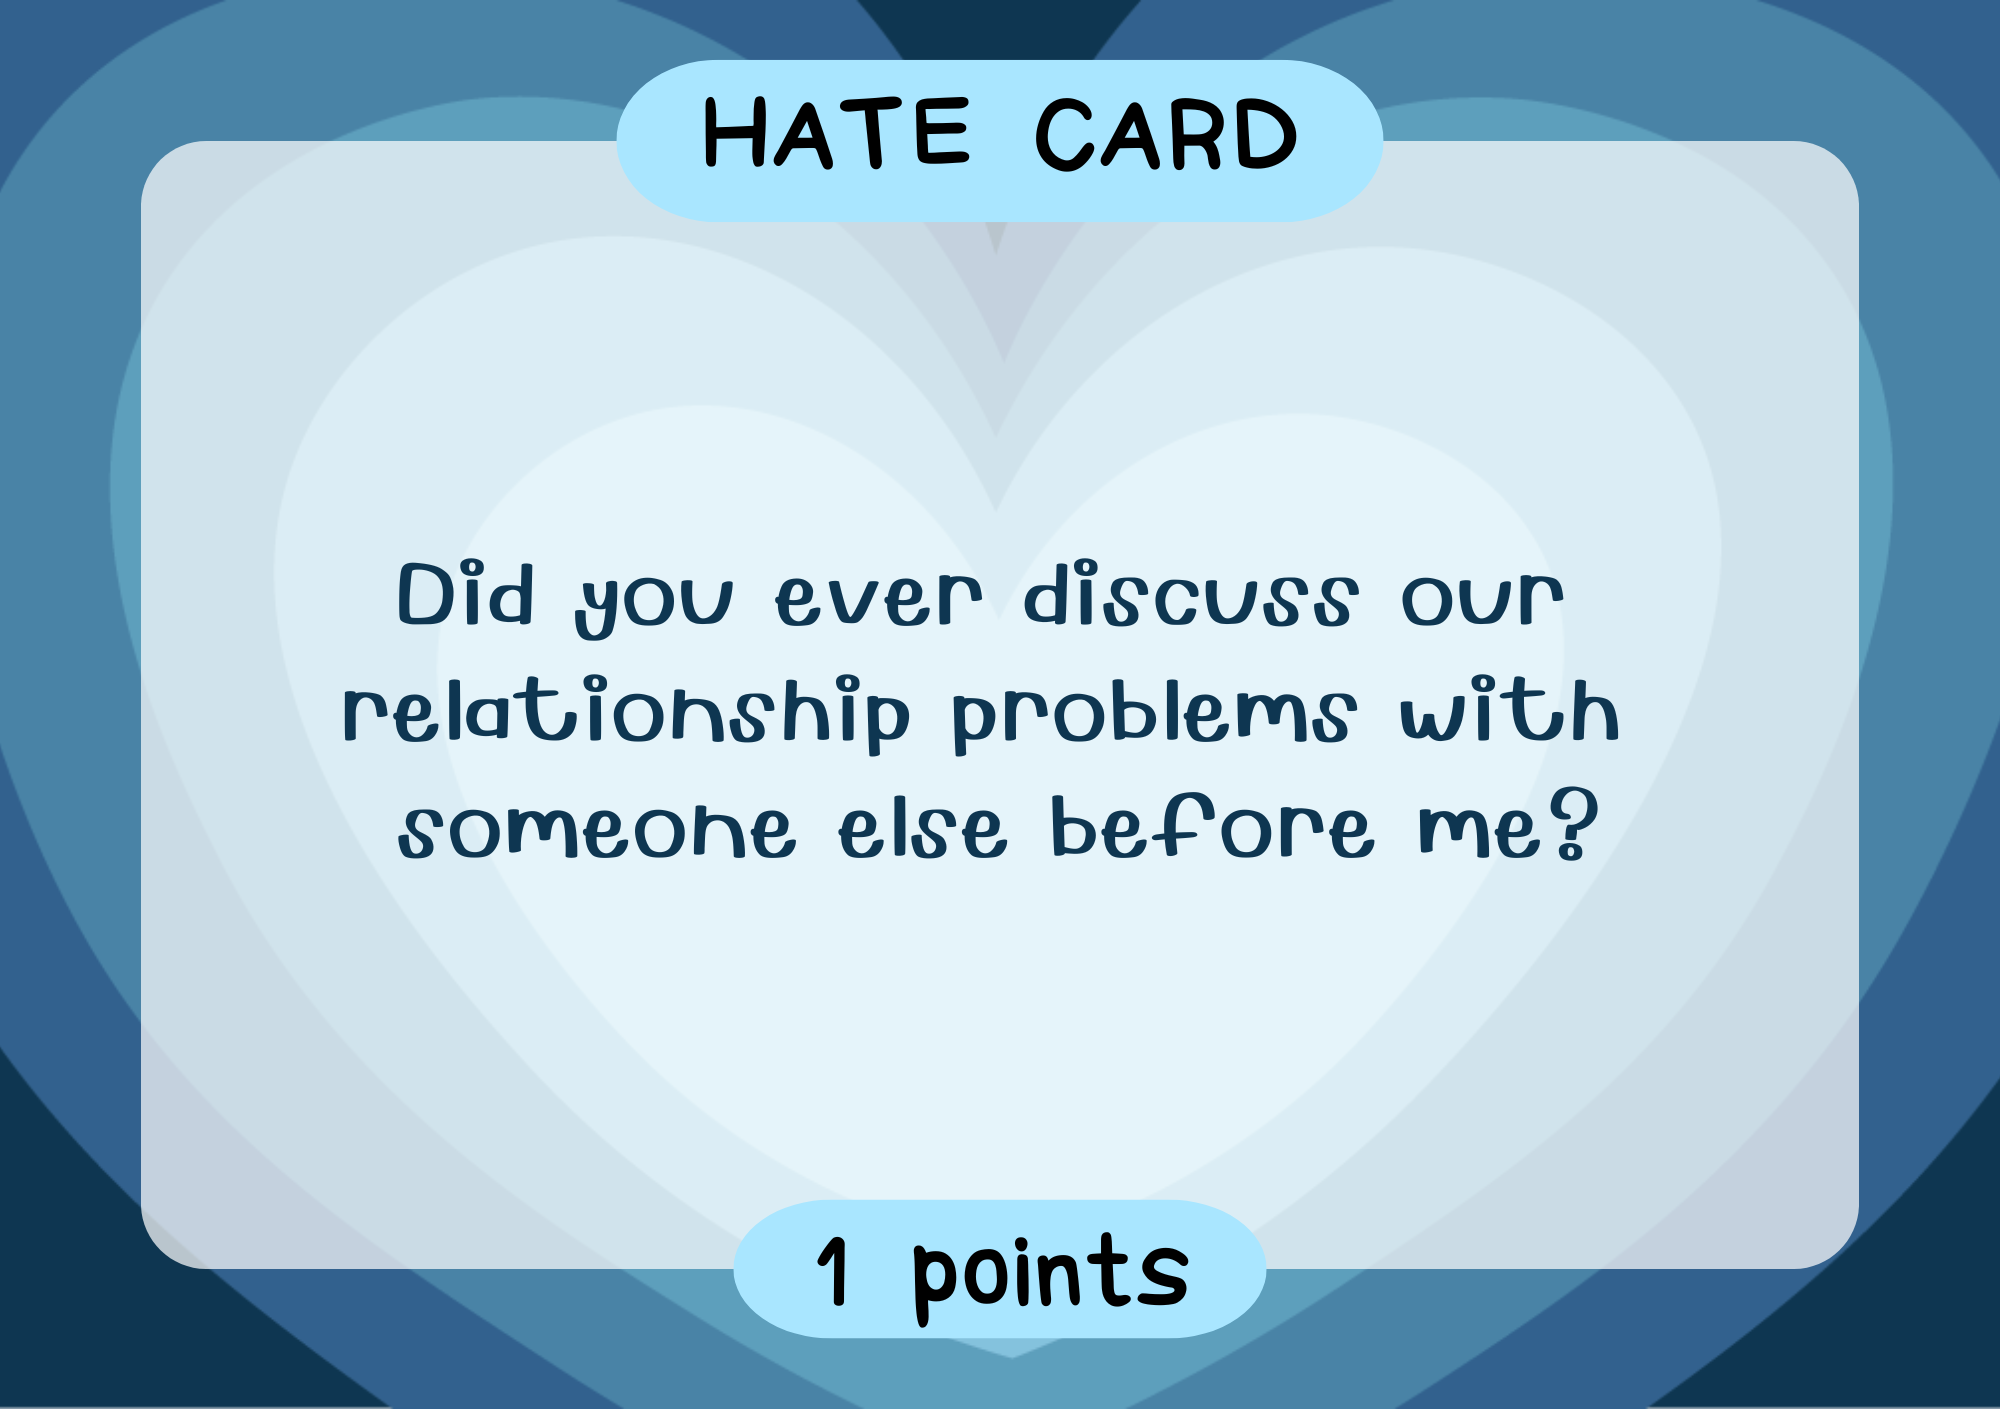 HATE CARD
Did you ever discuss our
relationship problems with
someone else before me?
1 points